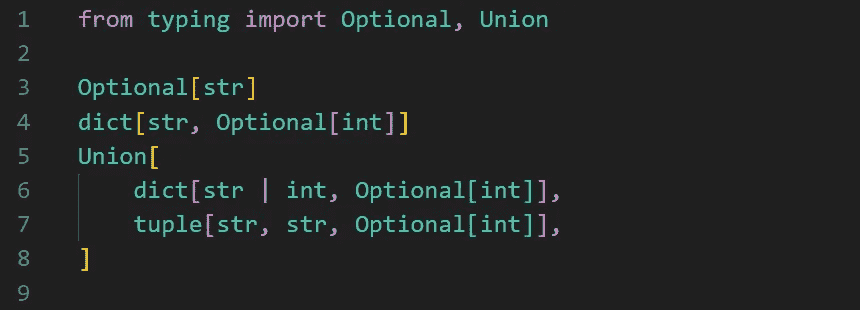 1 from typing import Optional, Union
2
3 Optional[str]
4 dict[str, Optional[int]]
5 Union[
6     dict[str | int, Optional[int]],
7     tuple[str, str, Optional[int]],
8 ]
9